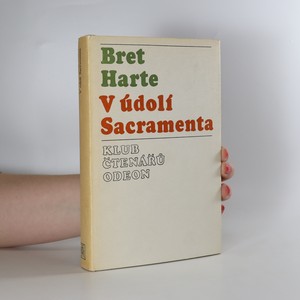 Bret
Harte
V údolí
Sacramenta
KLUB
ČTENÁŘŮ
ODEON